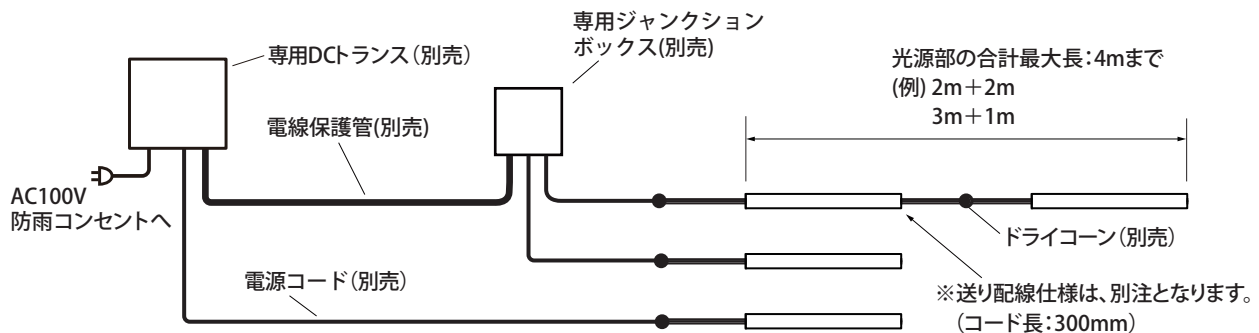 専用ジャンクション
ボックス(別売)
専用DCトランス(別売)
光源部の合計最大長:4mまで
(例) 2m+2m
3m+1m
電線保護管(別売)
AC100V
防雨コンセントへ
ドライコーン(別売)
電源コード(別売)
※送り配線仕様は、別注となります。
(コード長:300mm)